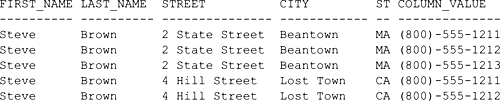 FIRST_NAME LAST_NAME STREET CITY ST COLUMN_VALUE
---------- ---------- --------------- ---------- -- ---------------
Steve Brown 2 State Street Beantown MA (800)-555-1211
Steve Brown 2 State Street Beantown MA (800)-555-1212
Steve Brown 2 State Street Beantown MA (800)-555-1213
Steve Brown 4 Hill Street Lost Town CA (800)-555-1211
Steve Brown 4 Hill Street Lost Town CA (800)-555-1212